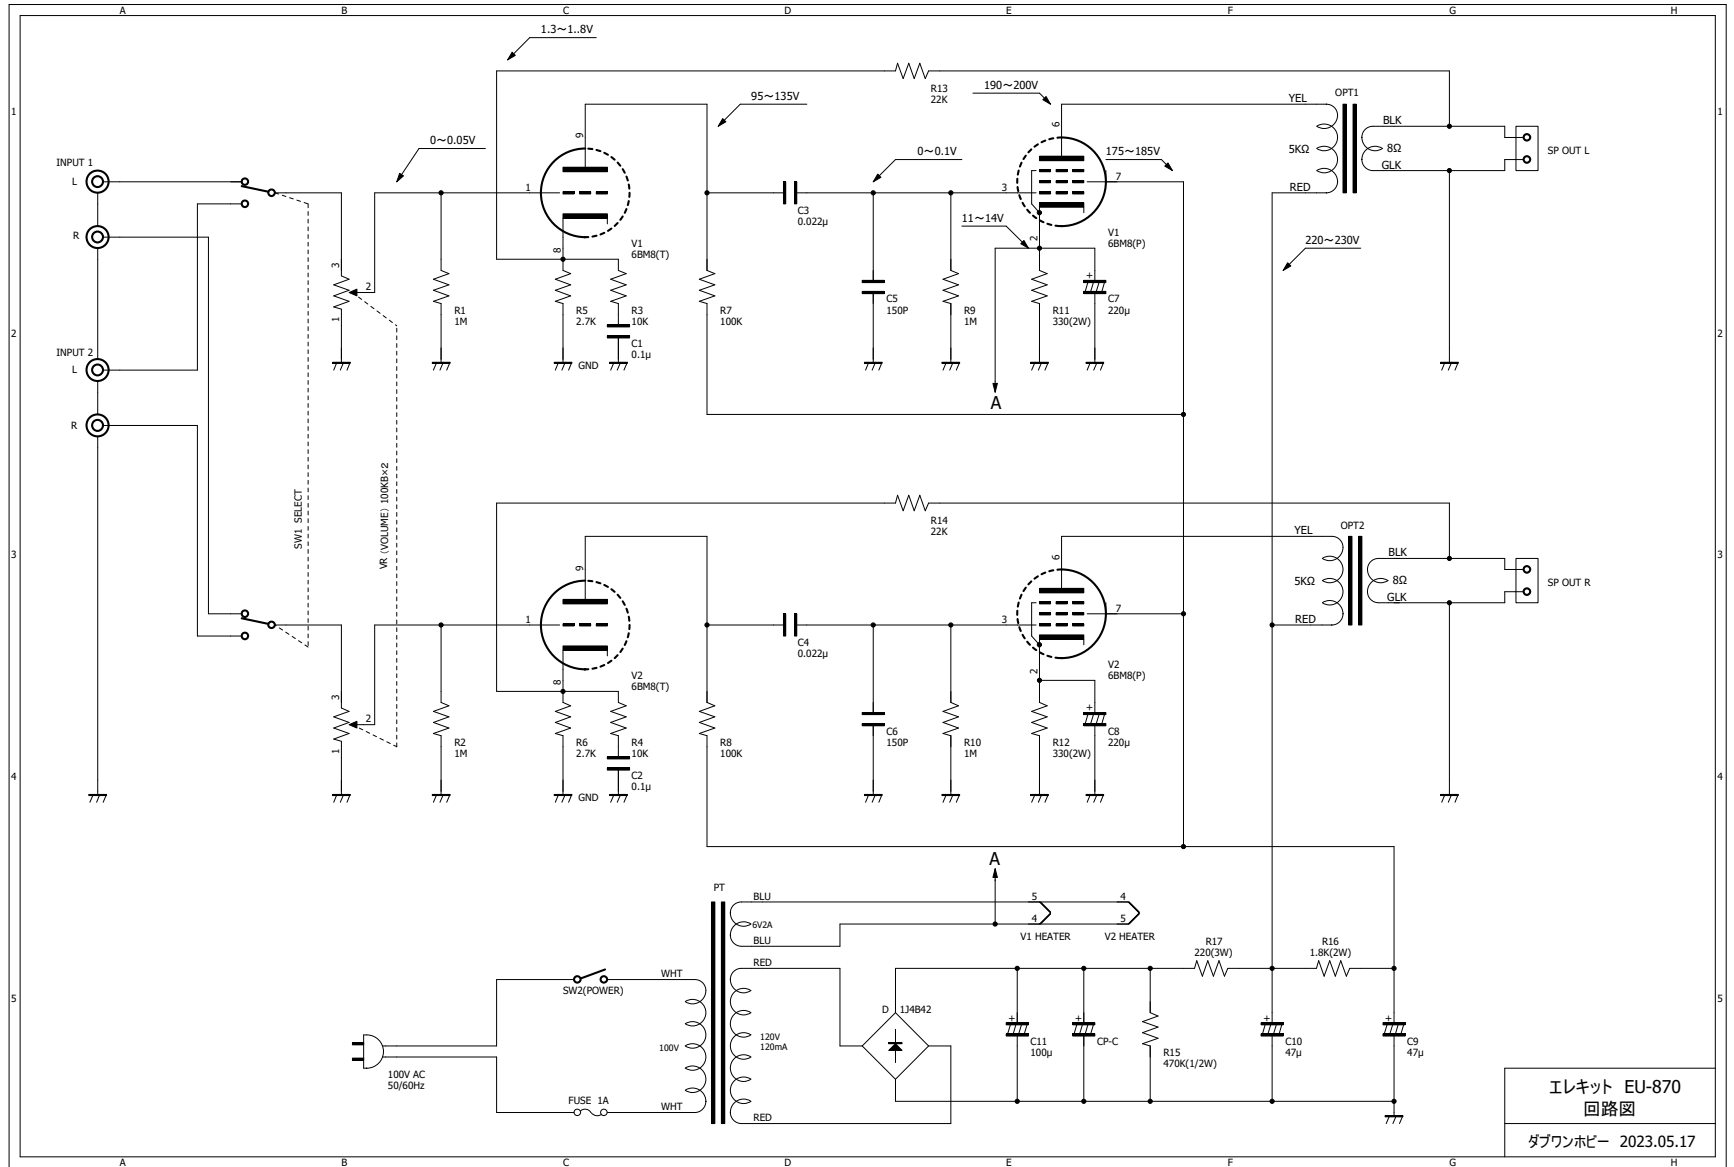 A B C D E F G H
1.3～1..8V
R13
22K
190～200V
95～135V
YEL
OPT1
1
1
6
9
BLK
0～0.05V
0～0.1V
175～185V
5KΩ
8Ω
SP OUT L
INPUT 1
GLK
L
1
3
7
RED
C3
0.022μ
11～14V
R
8
2
V1
6BM8(T)
V1
6BM8(P)
220～230V
3
2
1
+
R1
1M
R5
2.7K
R3
10K
R7
100K
C5
150P
R9
1M
R11
330(2W)
C7
220μ
2
2
C1
0.1μ
INPUT 2
L
GND
A
R
SW1 SELECT
VR (VOLUME) 100KB×2
R14
22K
YEL
OPT2
3
3
6
9
BLK
5KΩ
8Ω
SP OUT R
GLK
1
3
7
RED
C4
0.022μ
8
2
V2
6BM8(T)
V2
6BM8(P)
3
2
1
+
R2
1M
R6
2.7K
R4
10K
R8
100K
C6
150P
R10
1M
R12
330(2W)
C8
220μ
4
4
C2
0.1μ
GND
A
PT
BLU
5
4
6V2A
4
5
BLU
V1 HEATER
V2 HEATER
R17
220(3W)
R16
1.8K(2W)
RED
WHT
SW2(POWER)
5
5
D 1J4B42
+
+
+
+
120V
120mA
100V
C11
100μ
CP-C
R15
470K(1/2W)
C10
47μ
C9
47μ
100V AC
50/60Hz
FUSE 1A
WHT
RED
エレキット EU-870
回路図
ダブワンホビー 2023.05.17
A B C D E F G H